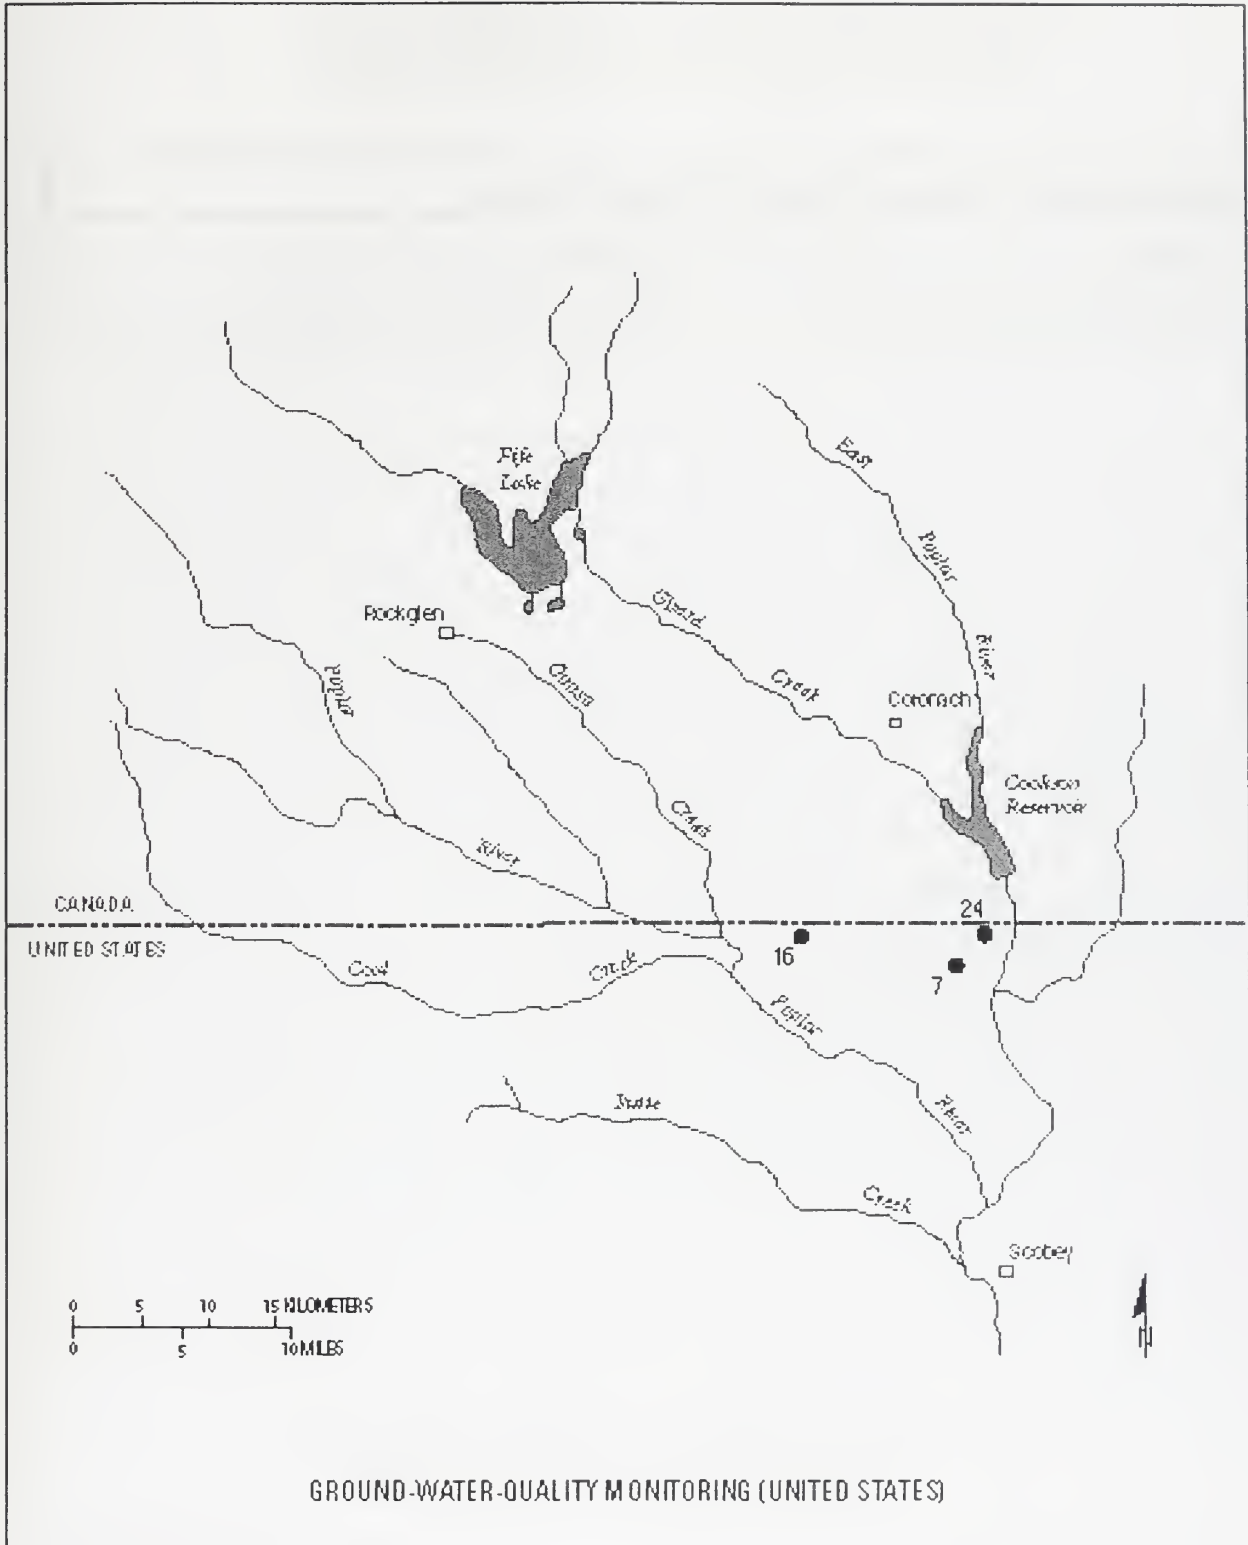 Fife
Lake
East
Poplar
River
Rockglen
Girard
Creek
Coronach
Goose
Creek
Poplar
River
Cookson
Reservoir
CANADA
UNITED STATES
24
16
7
Coal
Creek
Poplar
River
Butte
Creek
Scobey
0 5 10 15 KILOMETERS
0 5 10 MILES
N
GROUND-WATER-QUALITY MONITORING (UNITED STATES)